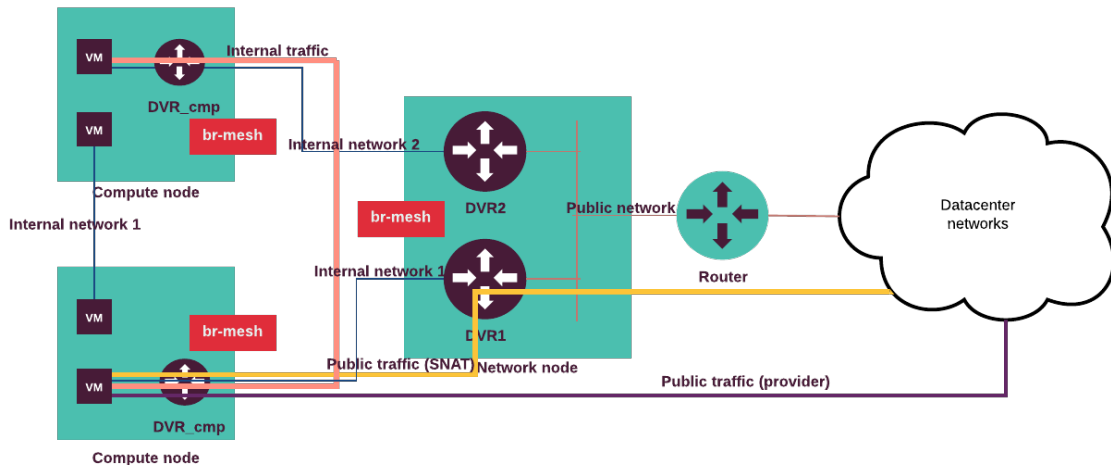 VM
Internal traffic
DVR_cmp
VM
br-mesh
Compute node
Internal network 2
DVR2
br-mesh
Public network
Datacenter
networks
Internal network 1
Internal network 1
Router
VM
br-mesh
DVR1
Public traffic (SNAT)
Network node
VM
Public traffic (provider)
DVR_cmp
Compute node